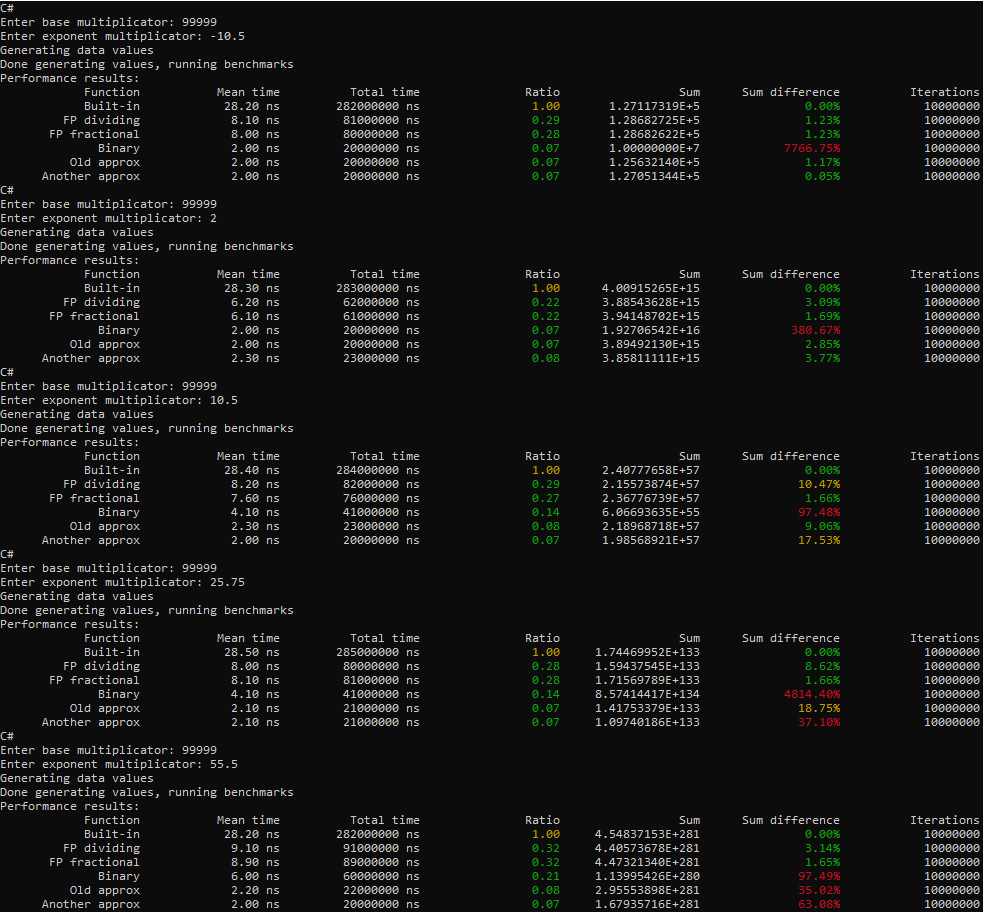 C#
Enter base multiplicator: 99999
Enter exponent multiplicator: -10.5
Generating data values
Done generating values, running benchmarks
Performance results:
Function Mean time Total time Ratio Sum Sum difference Iterations
Built-in 28.20 ns 282000000 ns 1.00 1.27117319E+5 0.00% 10000000
FP dividing 8.10 ns 81000000 ns 0.29 1.28682725E+5 1.23% 10000000
FP fractional 8.00 ns 80000000 ns 0.28 1.28682622E+5 1.23% 10000000
Binary 2.00 ns 20000000 ns 0.07 1.00000000E+7 7766.75% 10000000
Old approx 2.00 ns 20000000 ns 0.07 1.25632140E+5 1.17% 10000000
Another approx 2.00 ns 20000000 ns 0.07 1.27051344E+5 0.05% 10000000
C#
Enter base multiplicator: 99999
Enter exponent multiplicator: 2
Generating data values
Done generating values, running benchmarks
Performance results:
Function Mean time Total time Ratio Sum Sum difference Iterations
Built-in 28.30 ns 283000000 ns 1.00 4.00915265E+15 0.00% 10000000
FP dividing 6.20 ns 62000000 ns 0.22 3.88543628E+15 3.09% 10000000
FP fractional 6.10 ns 61000000 ns 0.22 3.94148702E+15 1.69% 10000000
Binary 2.00 ns 20000000 ns 0.07 1.92706542E+16 380.67% 10000000
Old approx 2.00 ns 20000000 ns 0.07 3.89492130E+15 2.85% 10000000
Another approx 2.30 ns 23000000 ns 0.08 3.85811111E+15 3.77% 10000000
C#
Enter base multiplicator: 99999
Enter exponent multiplicator: 10.5
Generating data values
Done generating values, running benchmarks
Performance results:
Function Mean time Total time Ratio Sum Sum difference Iterations
Built-in 28.40 ns 284000000 ns 1.00 2.40777658E+57 0.00% 10000000
FP dividing 8.20 ns 82000000 ns 0.29 2.15573874E+57 10.47% 10000000
FP fractional 7.60 ns 76000000 ns 0.27 2.36776739E+57 1.66% 10000000
Binary 4.10 ns 41000000 ns 0.14 6.06693635E+55 97.48% 10000000
Old approx 2.30 ns 23000000 ns 0.08 2.18968718E+57 9.06% 10000000
Another approx 2.00 ns 20000000 ns 0.07 1.98568921E+57 17.53% 10000000
C#
Enter base multiplicator: 99999
Enter exponent multiplicator: 25.75
Generating data values
Done generating values, running benchmarks
Performance results:
Function Mean time Total time Ratio Sum Sum difference Iterations
Built-in 28.50 ns 285000000 ns 1.00 1.74469952E+133 0.00% 10000000
FP dividing 8.00 ns 80000000 ns 0.28 1.59437545E+133 8.62% 10000000
FP fractional 8.10 ns 81000000 ns 0.28 1.71569789E+133 1.66% 10000000
Binary 4.10 ns 41000000 ns 0.14 8.57414417E+134 4814.40% 10000000
Old approx 2.10 ns 21000000 ns 0.07 1.41753379E+133 18.75% 10000000
Another approx 2.10 ns 21000000 ns 0.07 1.09740186E+133 37.10% 10000000
C#
Enter base multiplicator: 99999
Enter exponent multiplicator: 55.5
Generating data values
Done generating values, running benchmarks
Performance results:
Function Mean time Total time Ratio Sum Sum difference Iterations
Built-in 28.20 ns 282000000 ns 1.00 4.54837153E+281 0.00% 10000000
FP dividing 9.10 ns 91000000 ns 0.32 4.40573678E+281 3.14% 10000000
FP fractional 8.90 ns 89000000 ns 0.32 4.47321340E+281 1.65% 10000000
Binary 6.00 ns 60000000 ns 0.21 1.13995426E+280 97.49% 10000000
Old approx 2.20 ns 22000000 ns 0.08 2.95553898E+281 35.02% 10000000
Another approx 2.00 ns 20000000 ns 0.07 1.67935716E+281 63.08% 10000000